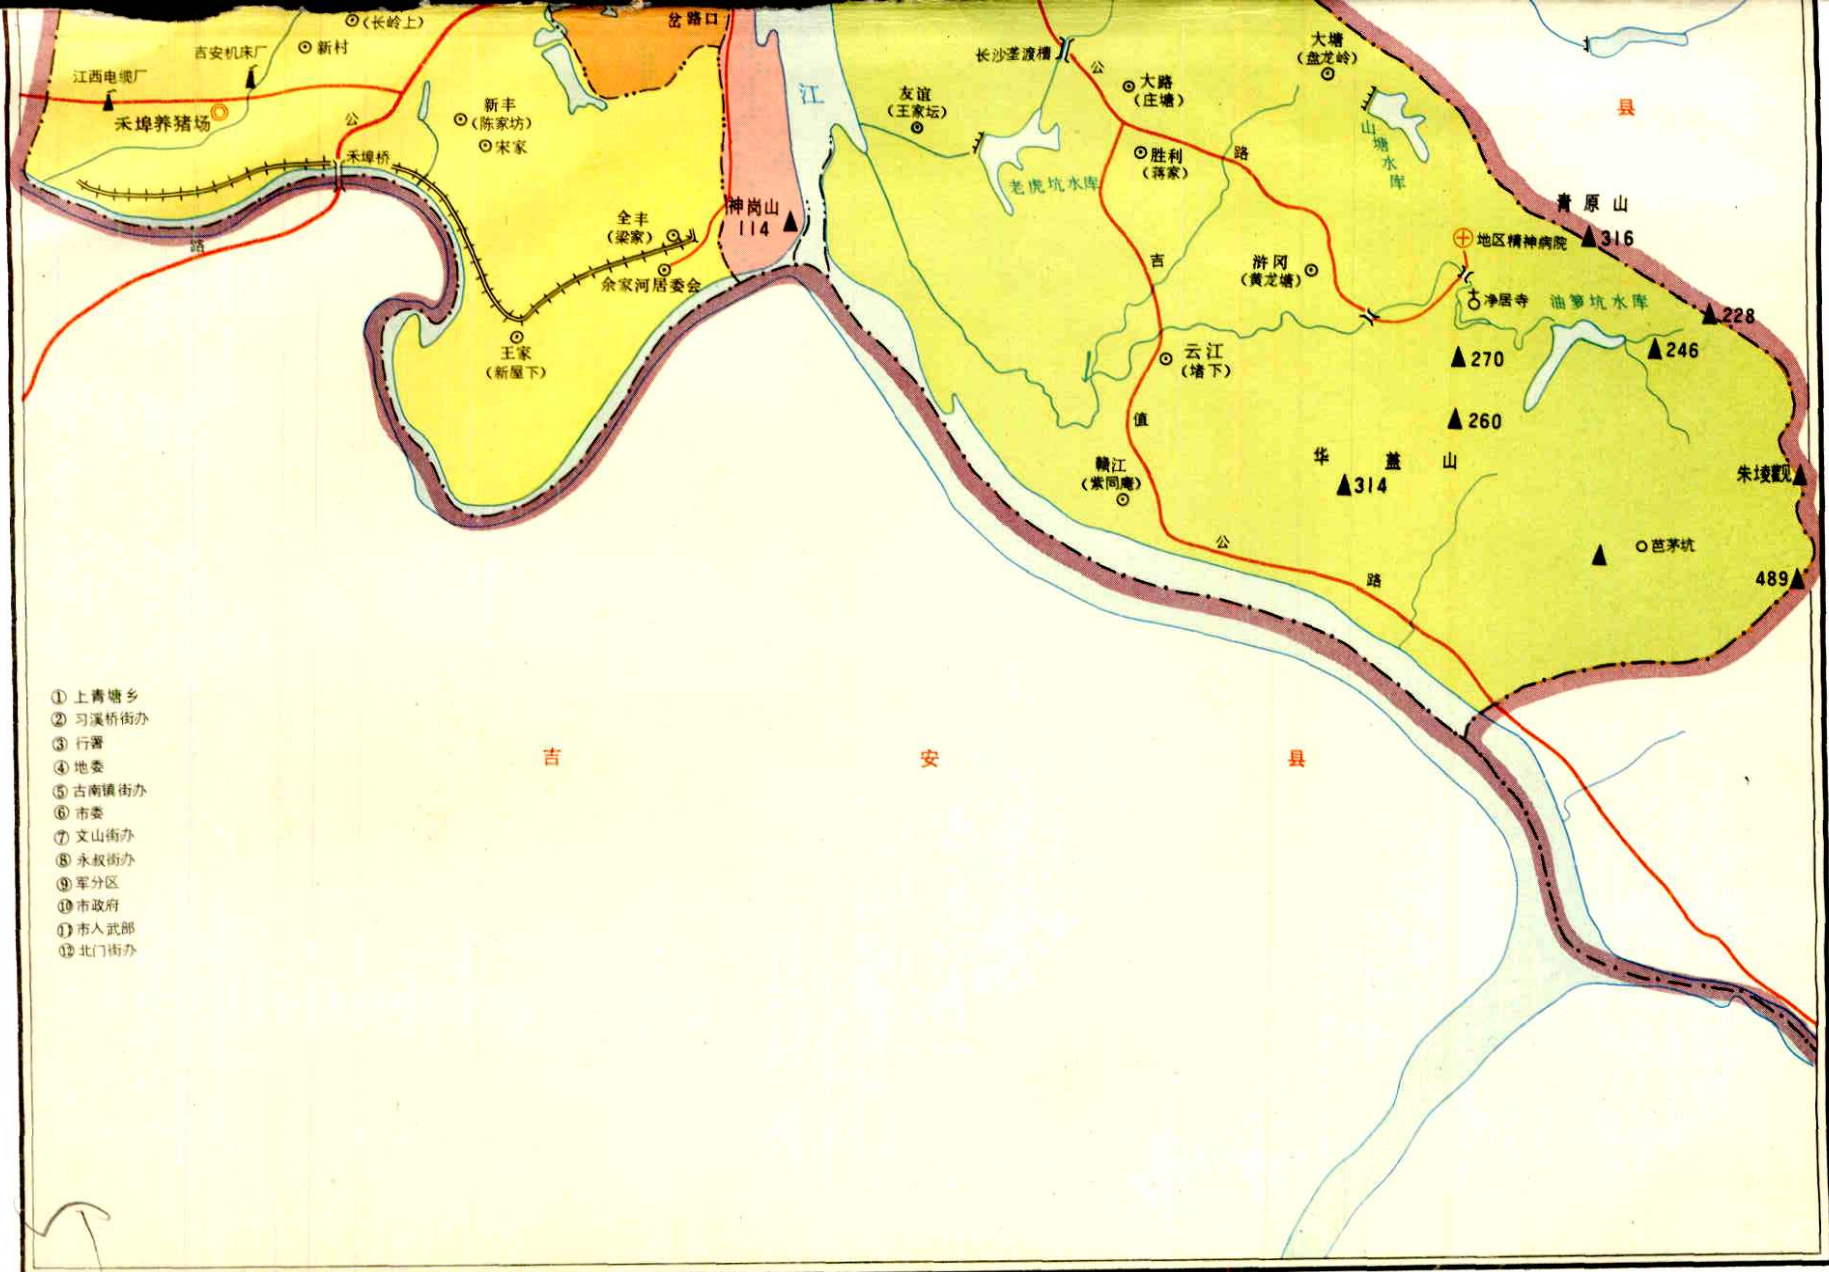 (长岭上)
岔路口
吉安机床厂
新村
江西电缆厂
禾埠养猪场
公
新丰
(陈家坊)
宋家
禾埠桥
路
全丰
(梁家)
余家河居委会
王家
(新屋下)
神岗山
114
江
友谊
(王家坛)
长沙垄渡槽
公
大路
(庄塘)
大塘
(盘龙岭)
县
山塘水库
胜利
(蒋家)
路
老虎坑水库
青原山
316
地区精神病院
吉
浒冈
(黄龙塘)
净居寺
油箩坑水库
228
246
270
云江
(堵下)
260
值
华盖山
314
赣江
(紫同庵)
朱堎觀
公
芭茅坑
路
489
①上青塘乡
②习溪桥街办
③行署
④地委
⑤古南镇街办
⑥市委
⑦文山街办
⑧永叔街办
⑨军分区
⑩市政府
⑪市人武部
⑫北门街办
吉安县